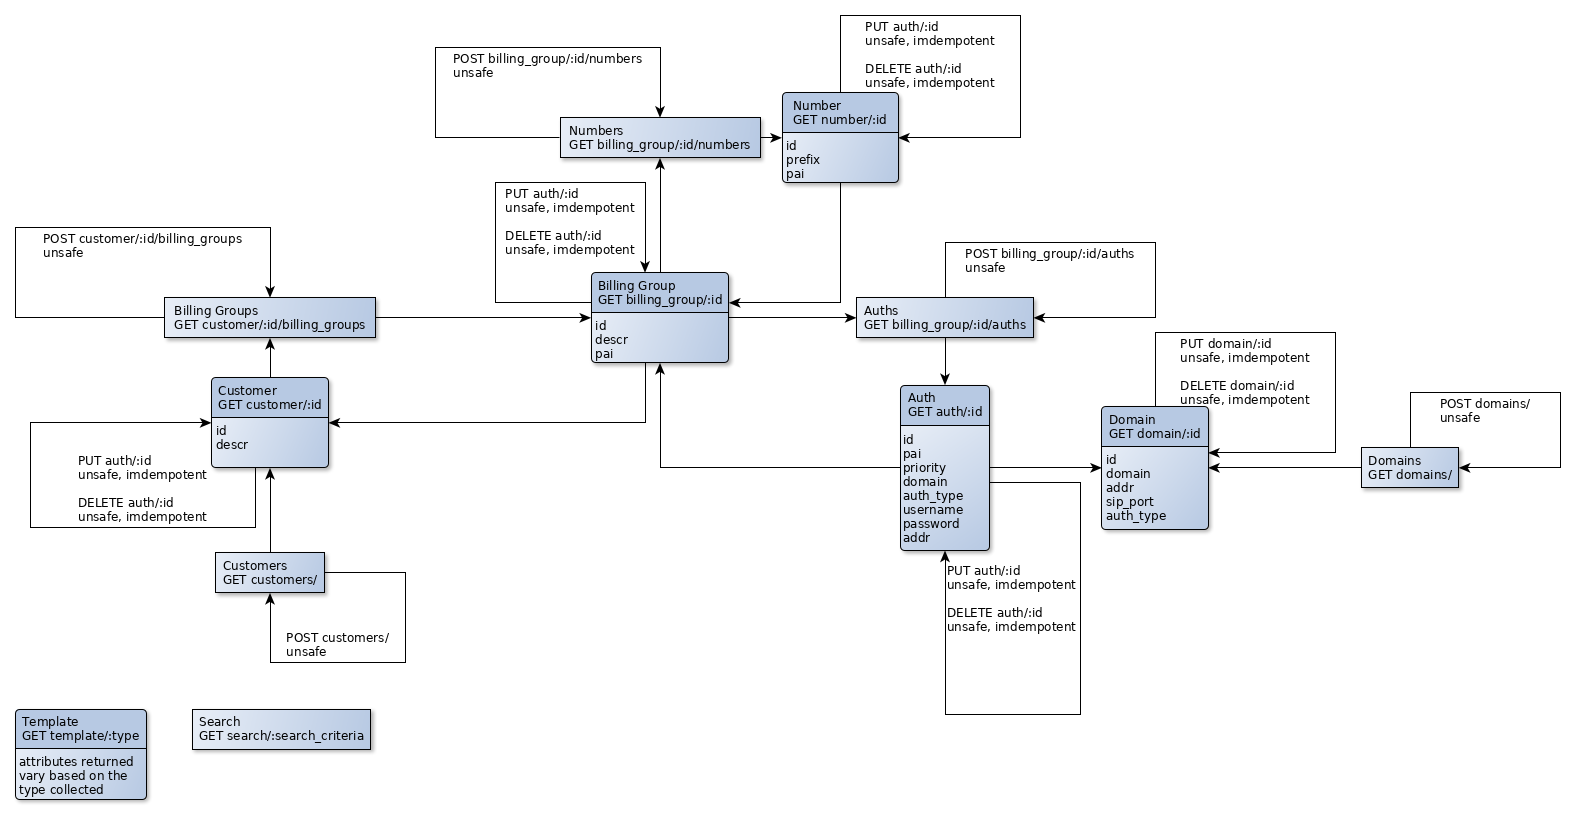 PUT auth/:id
unsafe, imdempotent
DELETE auth/:id
unsafe, imdempotent
POST billing_group/:id/numbers
unsafe
Number
GET number/:id
id
prefix
pai
Numbers
GET billing_group/:id/numbers
PUT auth/:id
unsafe, imdempotent
DELETE auth/:id
unsafe, imdempotent
POST customer/:id/billing_groups
unsafe
POST billing_group/:id/auths
unsafe
Billing Group
GET billing_group/:id
id
descr
pai
Billing Groups
GET customer/:id/billing_groups
Auths
GET billing_group/:id/auths
PUT domain/:id
unsafe, imdempotent
DELETE domain/:id
unsafe, imdempotent
Customer
GET customer/:id
id
descr
Auth
GET auth/:id
id
pai
priority
domain
auth_type
username
password
addr
Domain
GET domain/:id
id
domain
addr
sip_port
auth_type
POST domains/
unsafe
Domains
GET domains/
PUT auth/:id
unsafe, imdempotent
DELETE auth/:id
unsafe, imdempotent
Customers
GET customers/
PUT auth/:id
unsafe, imdempotent
DELETE auth/:id
unsafe, imdempotent
POST customers/
unsafe
Template
GET template/:type
attributes returned
vary based on the
type collected
Search
GET search/:search_criteria